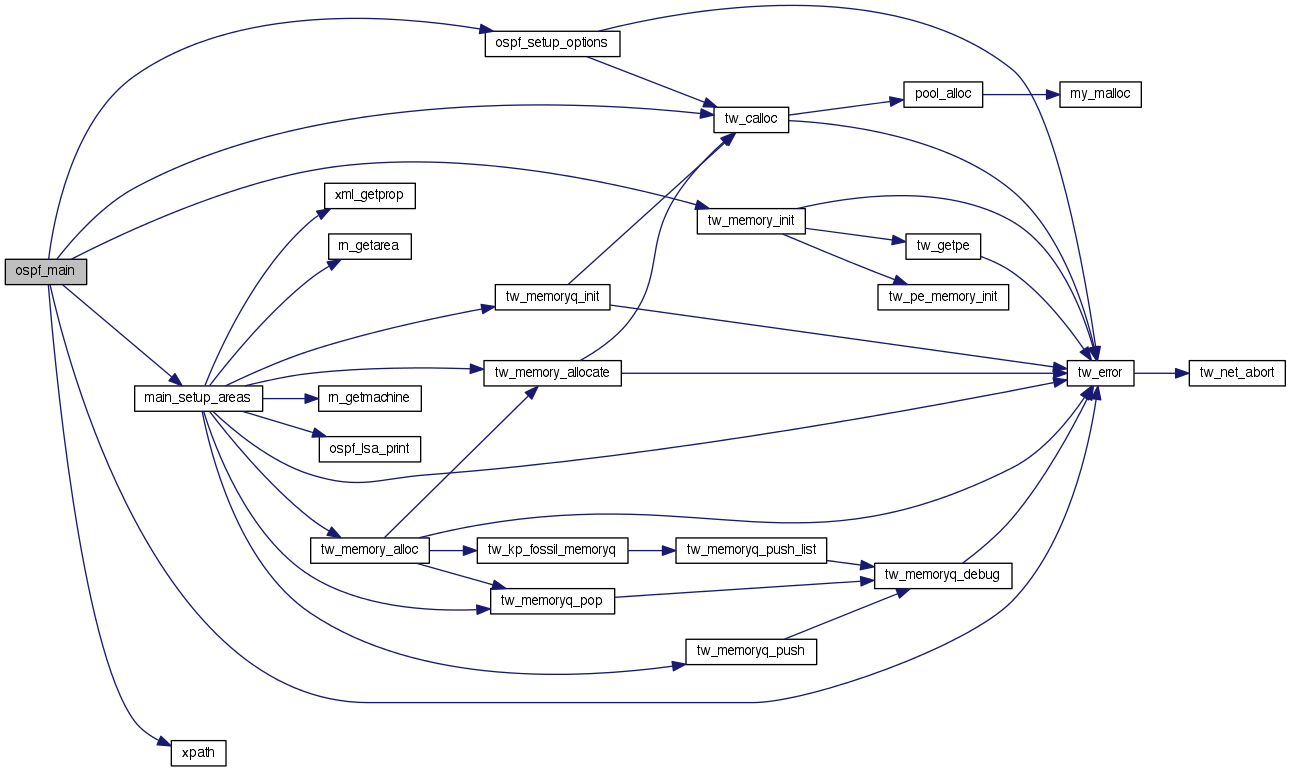 ospf_setup_options
pool_alloc
my_malloc
tw_calloc
xml_getprop
tw_memory_init
rn_getarea
tw_getpe
ospf_main
tw_memoryq_init
tw_pe_memory_init
tw_memory_allocate
tw_error
tw_net_abort
main_setup_areas
rn_getmachine
ospf_lsa_print
tw_memory_alloc
tw_kp_fossil_memoryq
tw_memoryq_push_list
tw_memoryq_debug
tw_memoryq_pop
tw_memoryq_push
xpath